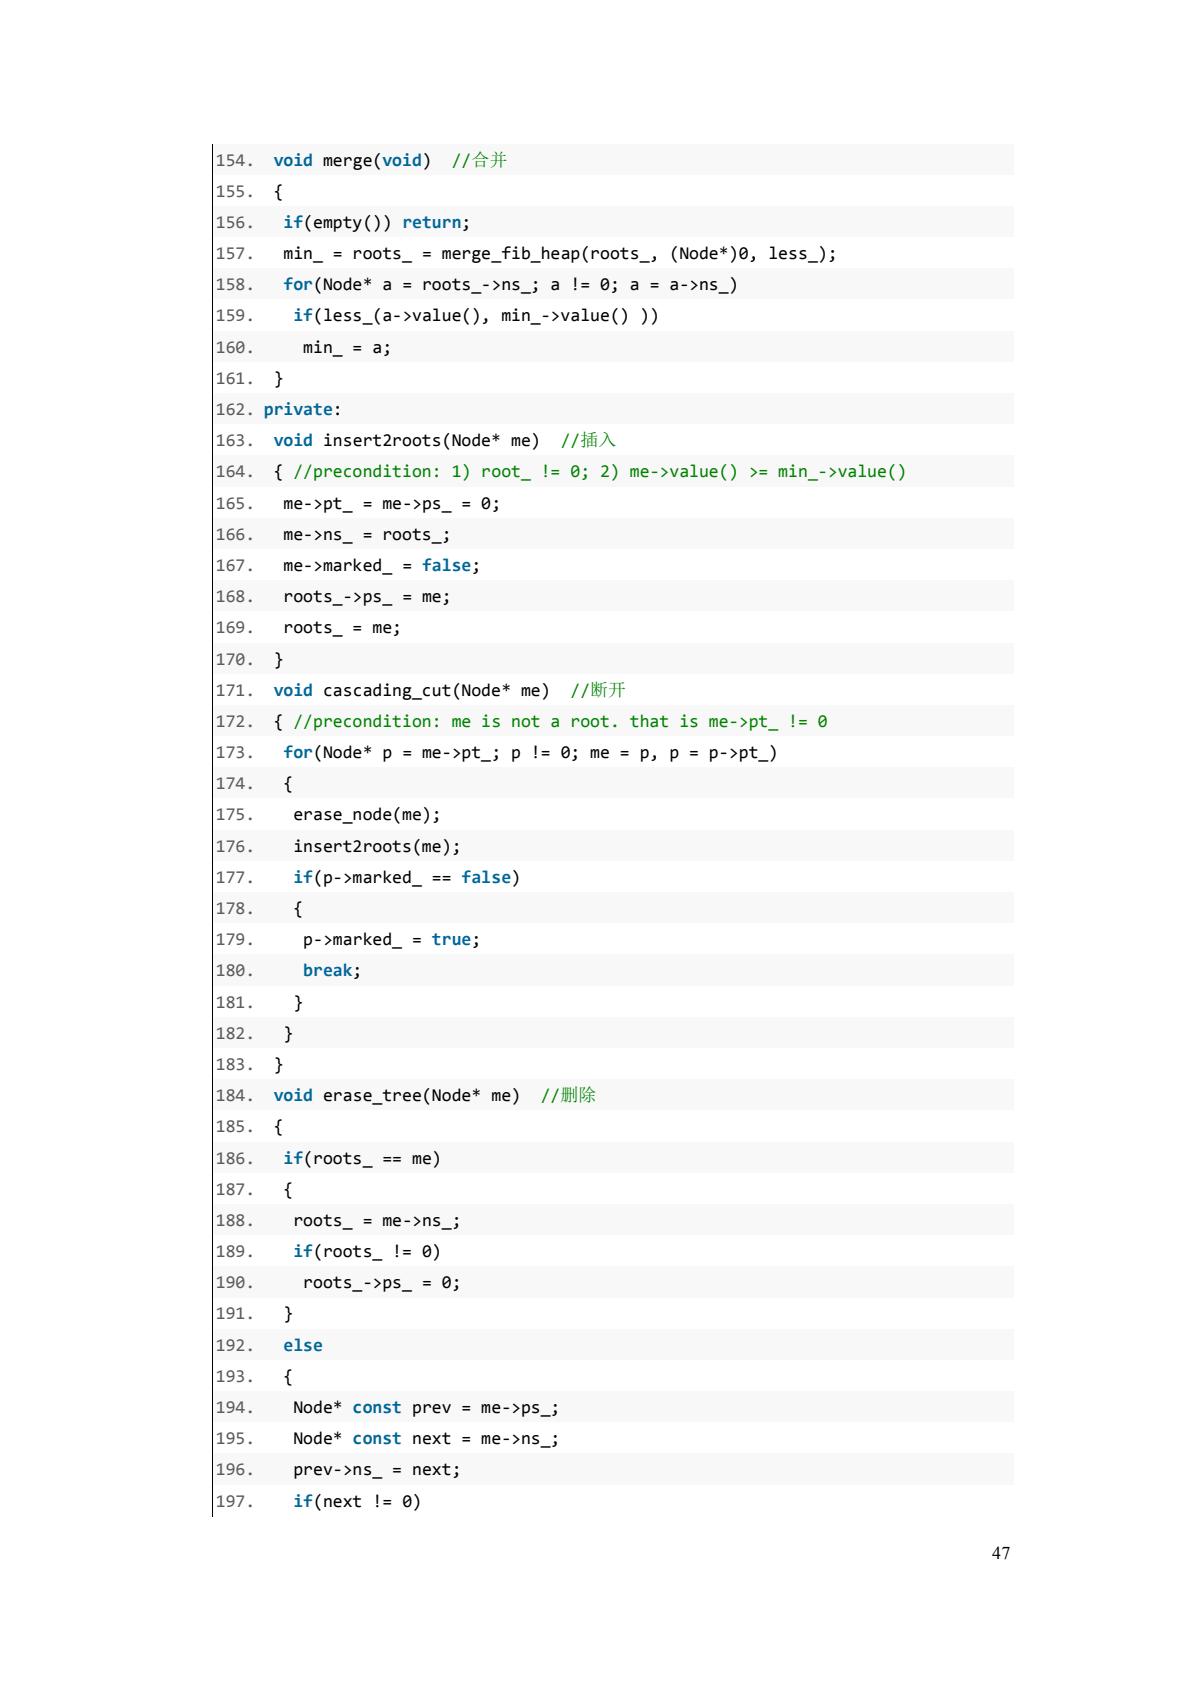 154.  void merge(void)  //合并
155.  {
156.   if(empty()) return;
157.   min_ = roots_ = merge_fib_heap(roots_, (Node*)0, less_);
158.   for(Node* a = roots_->ns_; a != 0; a = a->ns_)
159.    if(less_(a->value(), min_->value() ))
160.     min_ = a;
161.  }
162. private:
163.  void insert2roots(Node* me)  //插入
164.  { //precondition: 1) root_ != 0; 2) me->value() >= min_->value()
165.   me->pt_ = me->ps_ = 0;
166.   me->ns_ = roots_;
167.   me->marked_ = false;
168.   roots_->ps_ = me;
169.   roots_ = me;
170.  }
171.  void cascading_cut(Node* me)  //断开
172.  { //precondition: me is not a root. that is me->pt_ != 0
173.   for(Node* p = me->pt_; p != 0; me = p, p = p->pt_)
174.   {
175.    erase_node(me);
176.    insert2roots(me);
177.    if(p->marked_ == false)
178.    {
179.     p->marked_ = true;
180.     break;
181.    }
182.   }
183.  }
184.  void erase_tree(Node* me)  //删除
185.  {
186.   if(roots_ == me)
187.   {
188.    roots_ = me->ns_;
189.    if(roots_ != 0)
190.     roots_->ps_ = 0;
191.   }
192.   else
193.   {
194.    Node* const prev = me->ps_;
195.    Node* const next = me->ns_;
196.    prev->ns_ = next;
197.    if(next != 0)
47